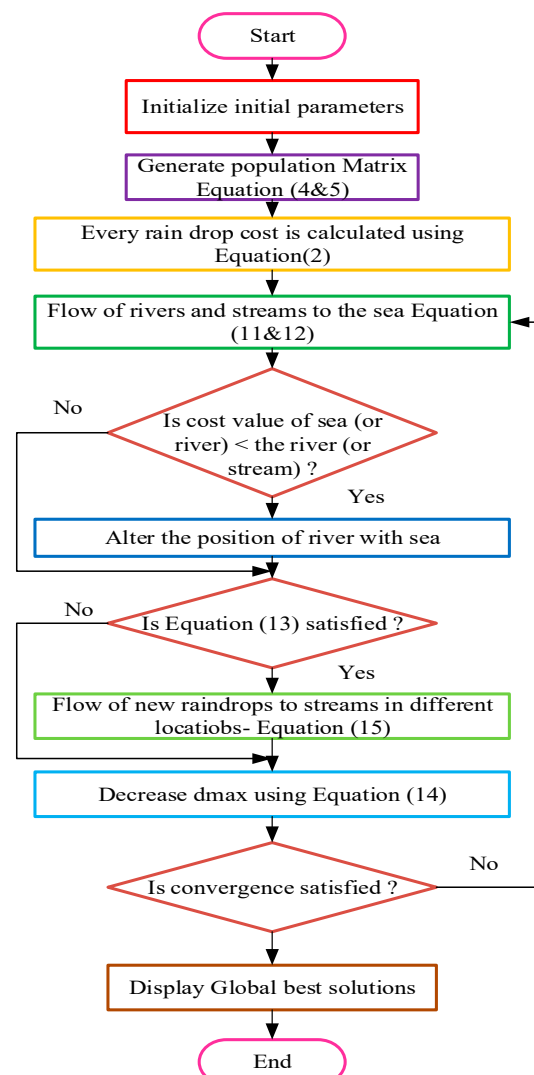 Start
Initialize initial parameters
Generate population Matrix
Equation (4&5)
Every rain drop cost is calculated using
Equation(2)
Flow of rivers and streams to the sea Equation
(11&12)
No
Is cost value of sea (or
river) < the river (or
stream) ?
Yes
Alter the position of river with sea
No
Is Equation (13) satisfied ?
Yes
Flow of new raindrops to streams in different
locatiobs- Equation (15)
Decrease dmax using Equation (14)
No
Is convergence satisfied ?
Display Global best solutions
End